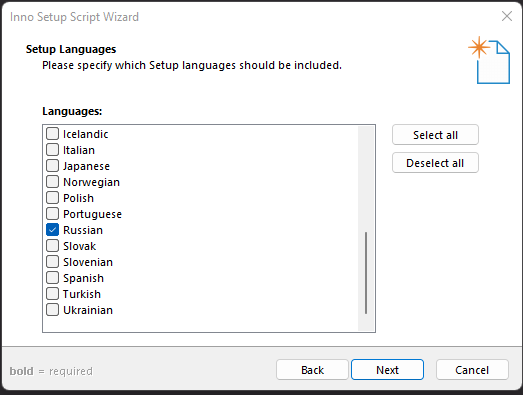 Inno Setup Script Wizard
Setup Languages
Please specify which Setup languages should be included.
Languages:
Icelandic
Italian
Japanese
Norwegian
Polish
Portuguese
Russian
Slovak
Slovenian
Spanish
Turkish
Ukrainian
Select all
Deselect all
bold = required
Back
Next
Cancel